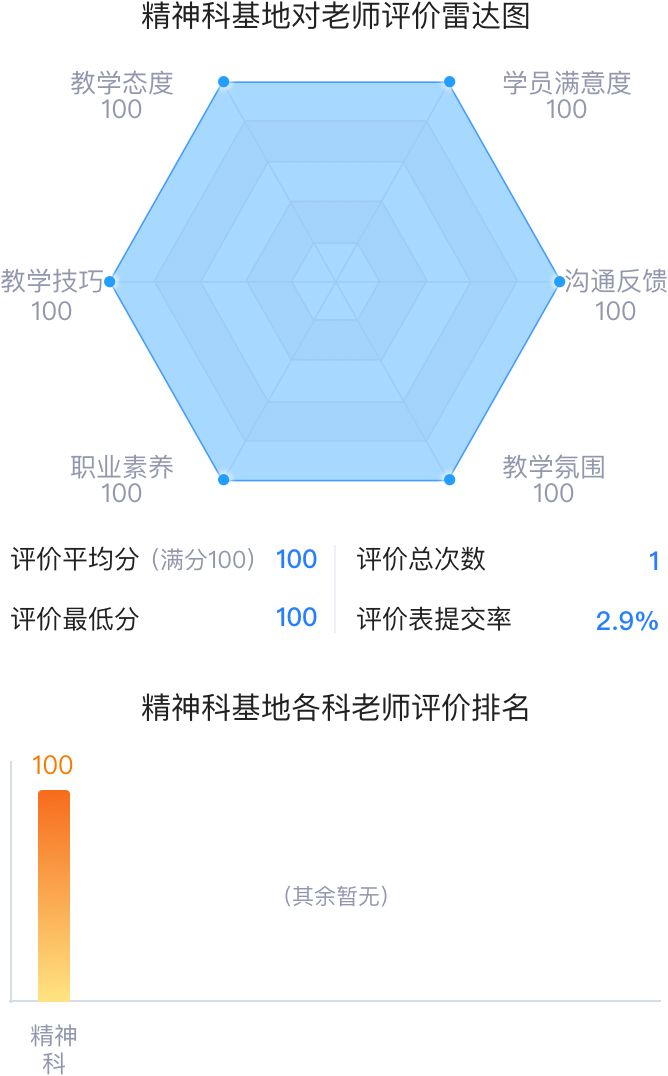 精神科基地对老师评价雷达图
教学态度
100
学员满意度
100
教学技巧
100
沟通反馈
100
职业素养
100
教学氛围
100
评价平均分（满分100） 100
评价总次数 1
评价最低分 100
评价表提交率 2.9%
精神科基地各科老师评价排名
100
（其余暂无）
精神
科